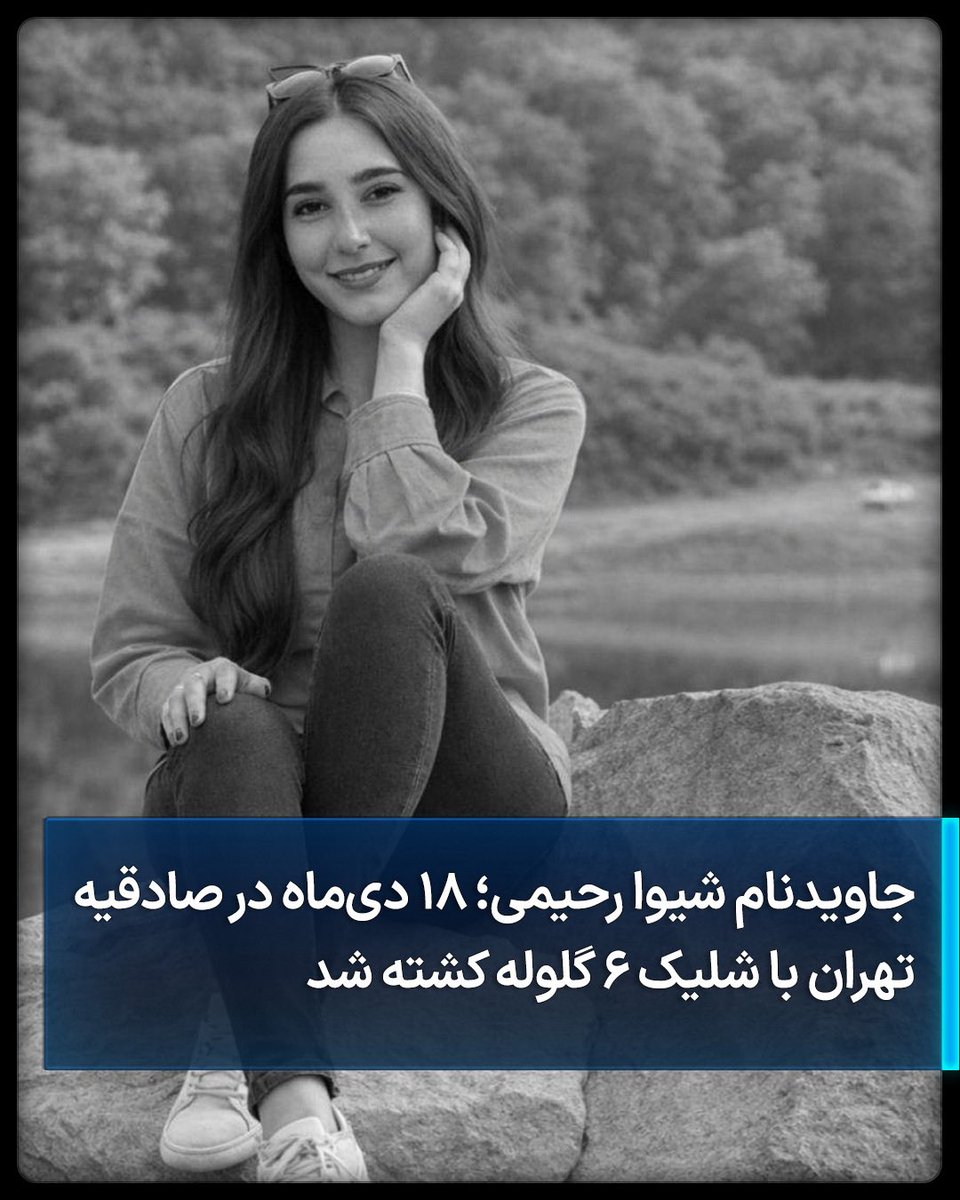 جاویدنام شیوا رحیمی؛ ۱۸ دی‌ماه در صادقیه
تهران با شلیک ۶ گلوله کشته شد